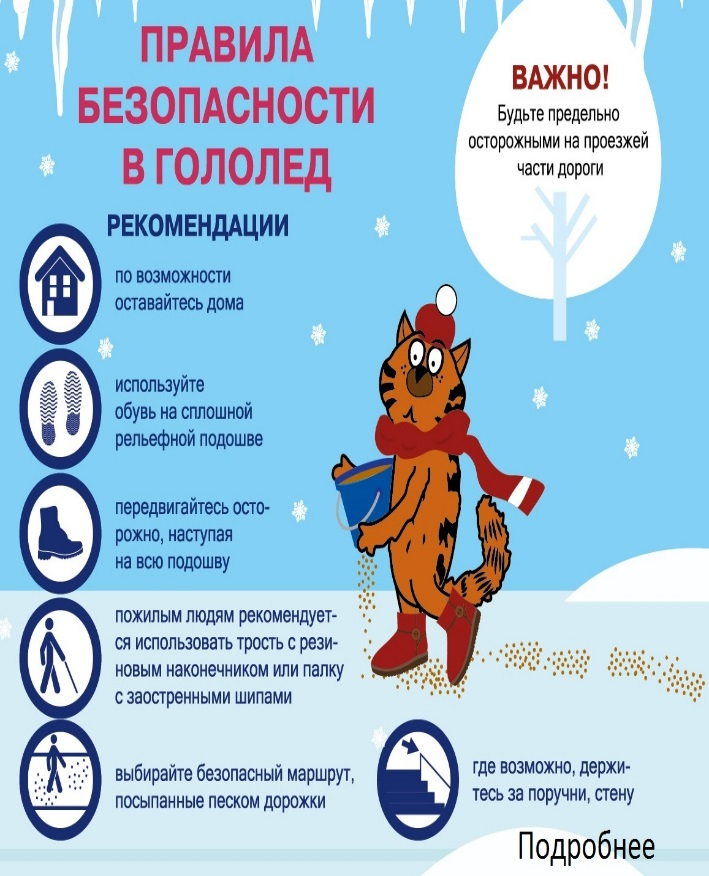 ПРАВИЛА
БЕЗОПАСНОСТИ
В ГОЛОЛЕД
РЕКОМЕНДАЦИИ
ВАЖНО!
Будьте предельно
осторожными на проезжей
части дороги
по возможности
оставайтесь дома
используйте
обувь на сплошной
рельефной подошве
передвигайтесь осто-
рожно, наступая
на всю подошву
пожилым людям рекомендует-
ся использовать трость с рези-
новым наконечником или палку
с заостренными шипами
выбирайте безопасный маршрут,
посыпанные песком дорожки
где возможно, держи-
тесь за поручни, стену
Подробнее